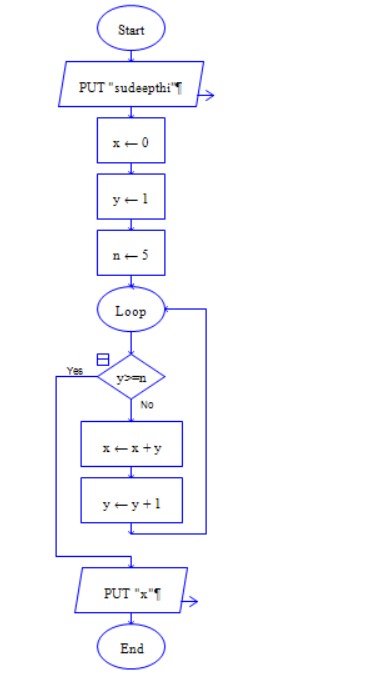 Start
PUT "sudeepthi"¶
x ← 0
y ← 1
n ← 5
Loop
Yes
y>=n
No
x ← x + y
y ← y + 1
PUT "x"¶
End